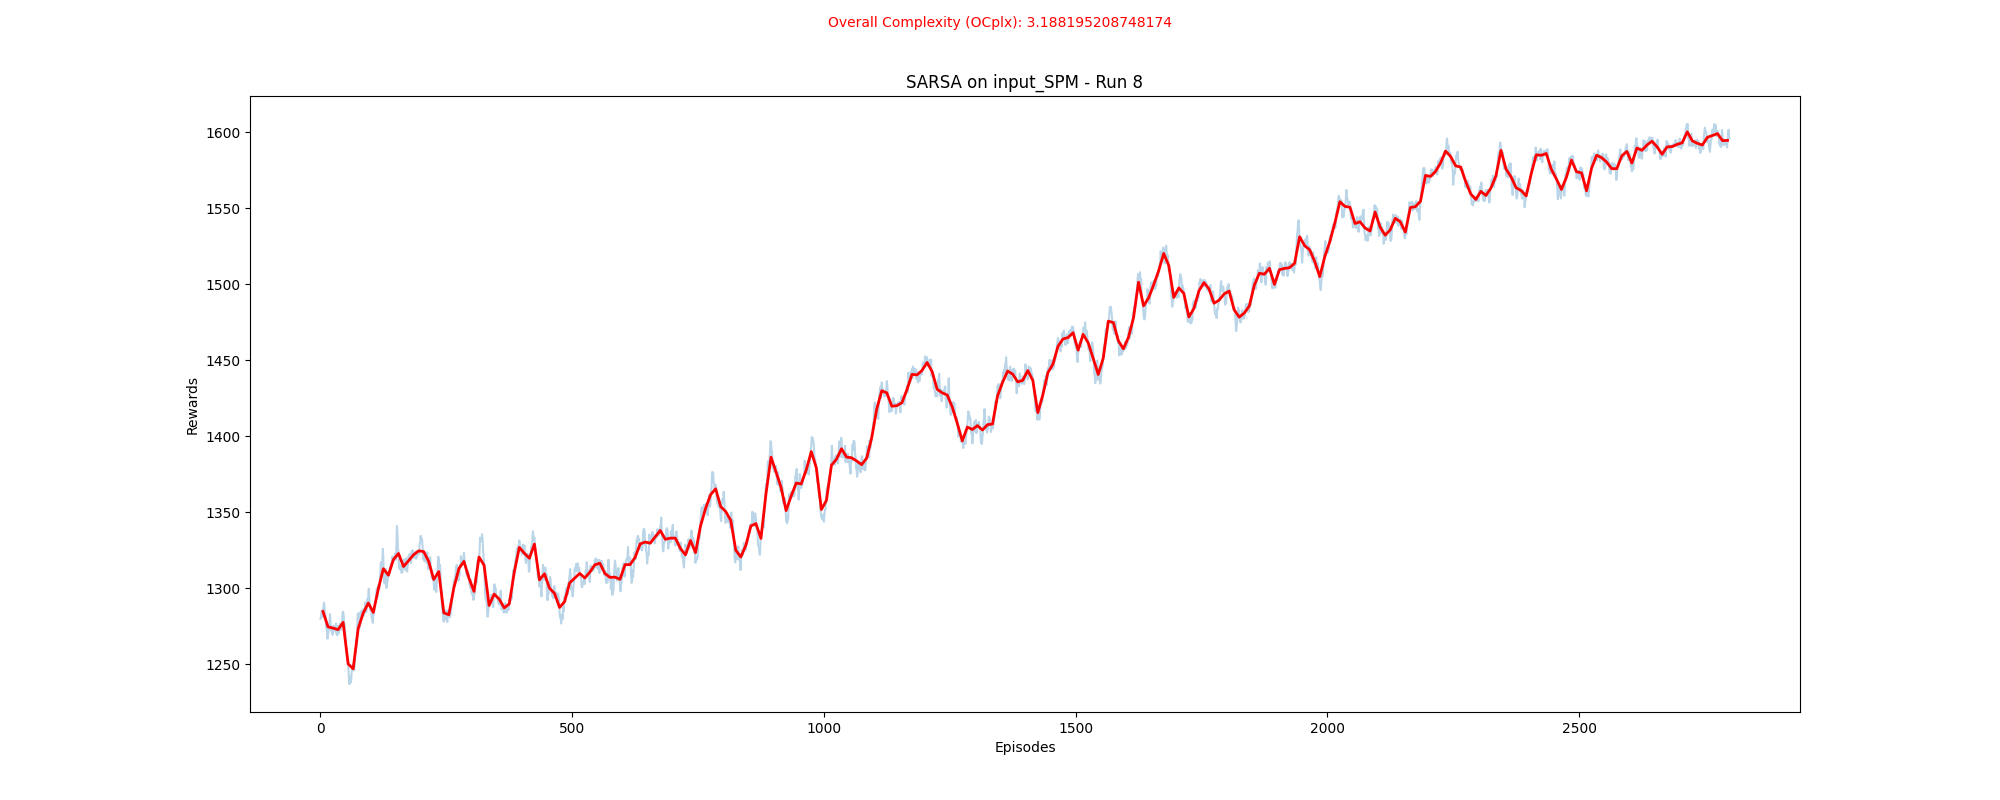 Overall Complexity (OCplx): 3.188195208748174
SARSA on input_SPM - Run 8
Rewards
1600
1550
1500
1450
1400
1350
1300
1250
0 500 1000 1500 2000 2500
Episodes